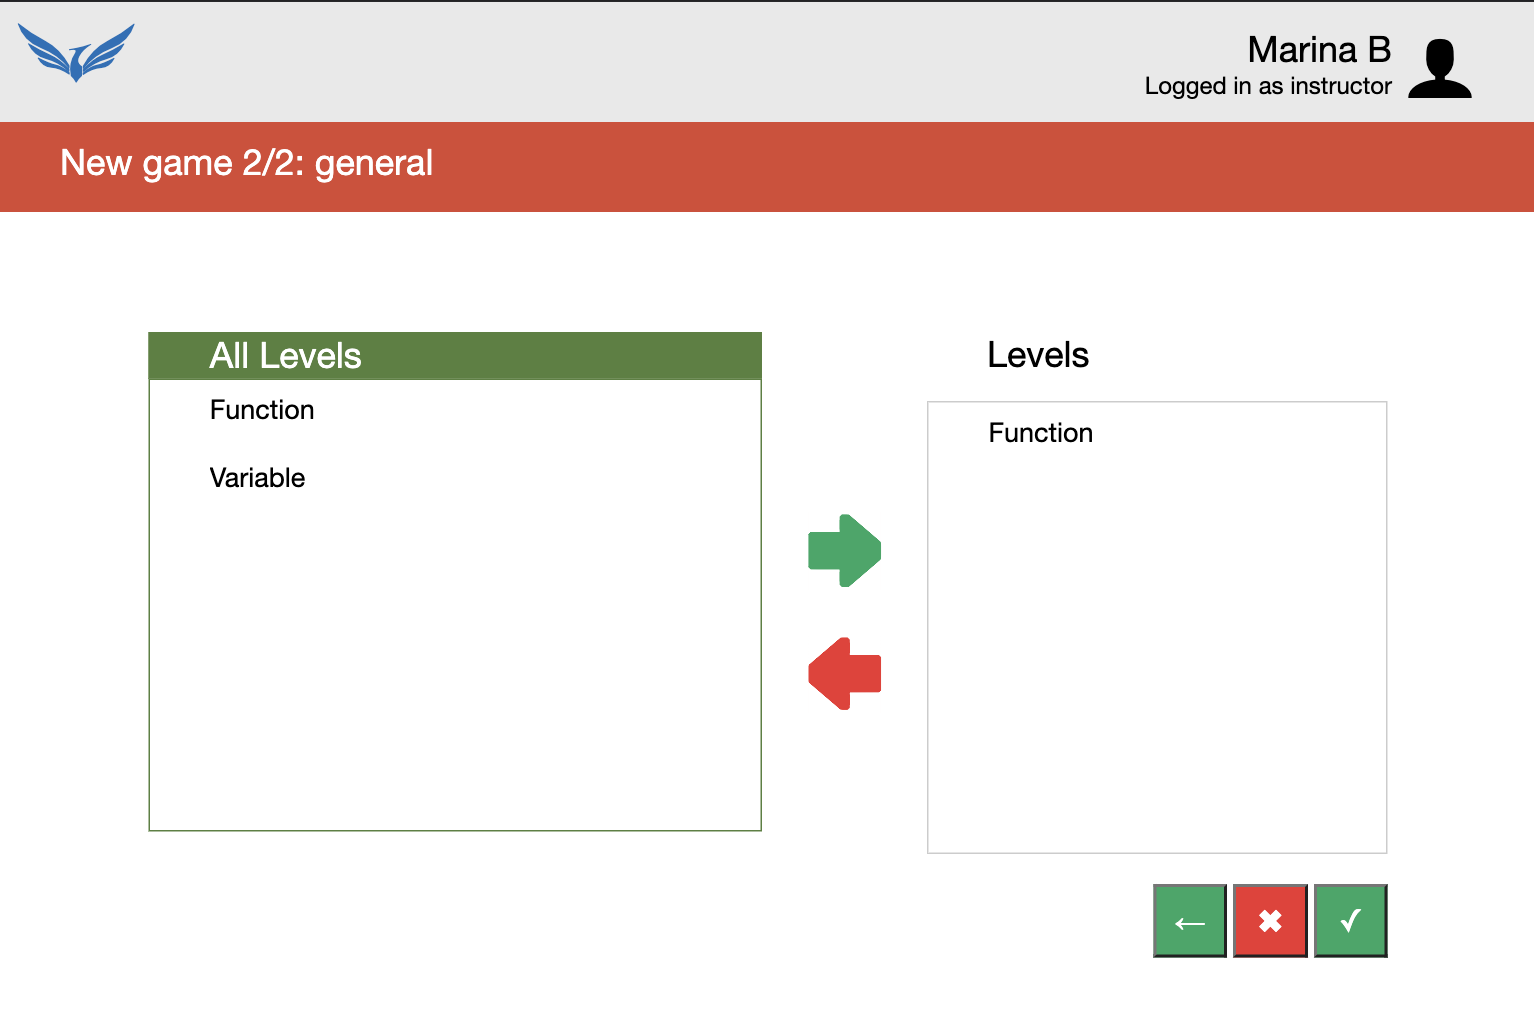 Marina B
Logged in as instructor
New game 2/2: general
All Levels
Function
Variable
Levels
Function